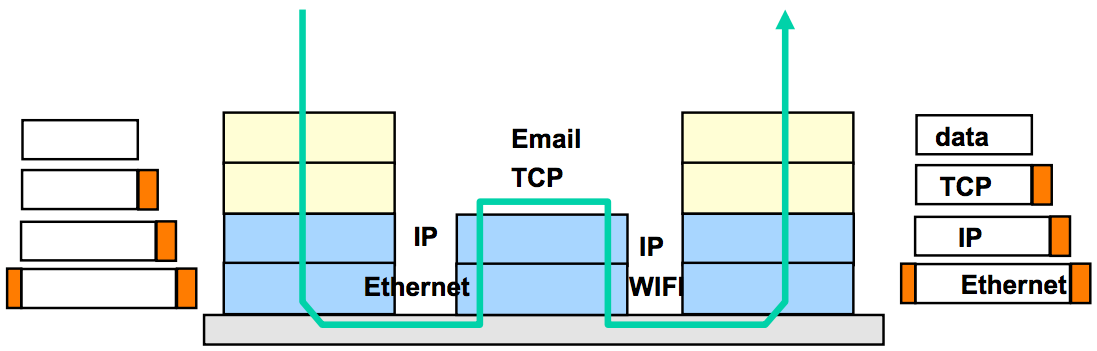 Email
TCP
IP
Ethernet
IP
WIFI
data
TCP
IP
Ethernet